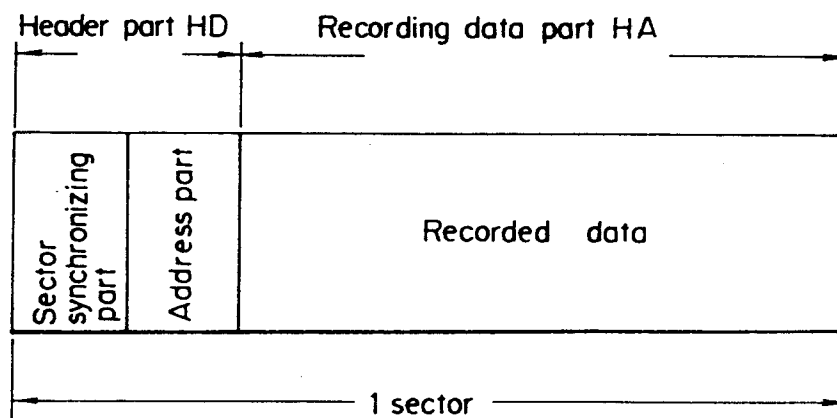 Header part HD
Recording data part HA
Sector
synchronizing
part
Address part
Recorded data
1 sector